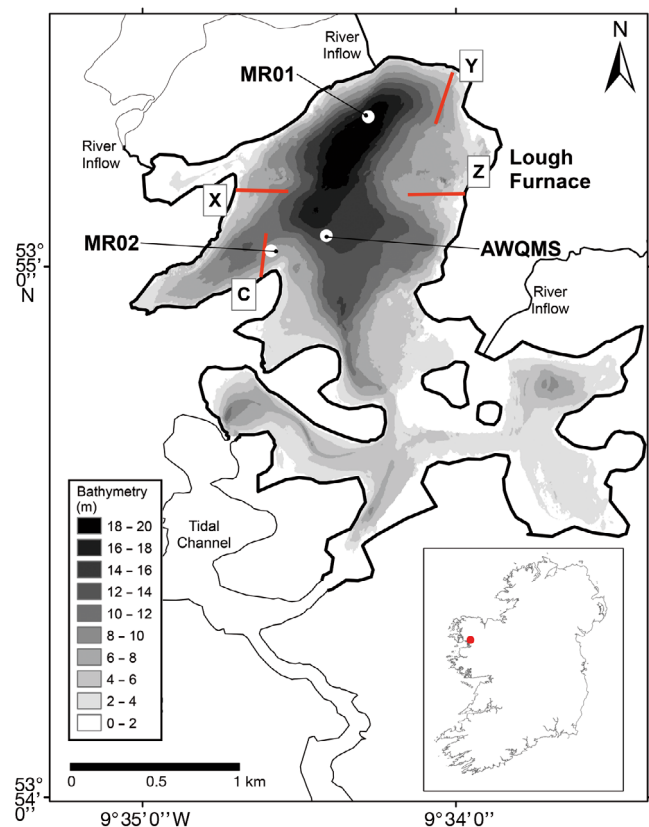 River
Inflow
N
MR01
Y
River
Inflow
Z
Lough
Furnace
X
MR02
AWQMS
53°
55'
0''
N
C
River
Inflow
Bathymetry
(m)
18 – 20
16 – 18
14 – 16
12 – 14
10 – 12
8 – 10
6 – 8
4 – 6
2 – 4
0 – 2
Tidal
Channel
0 0.5 1 km
53°
54'
0''
9°35'0''W
9°34'0''